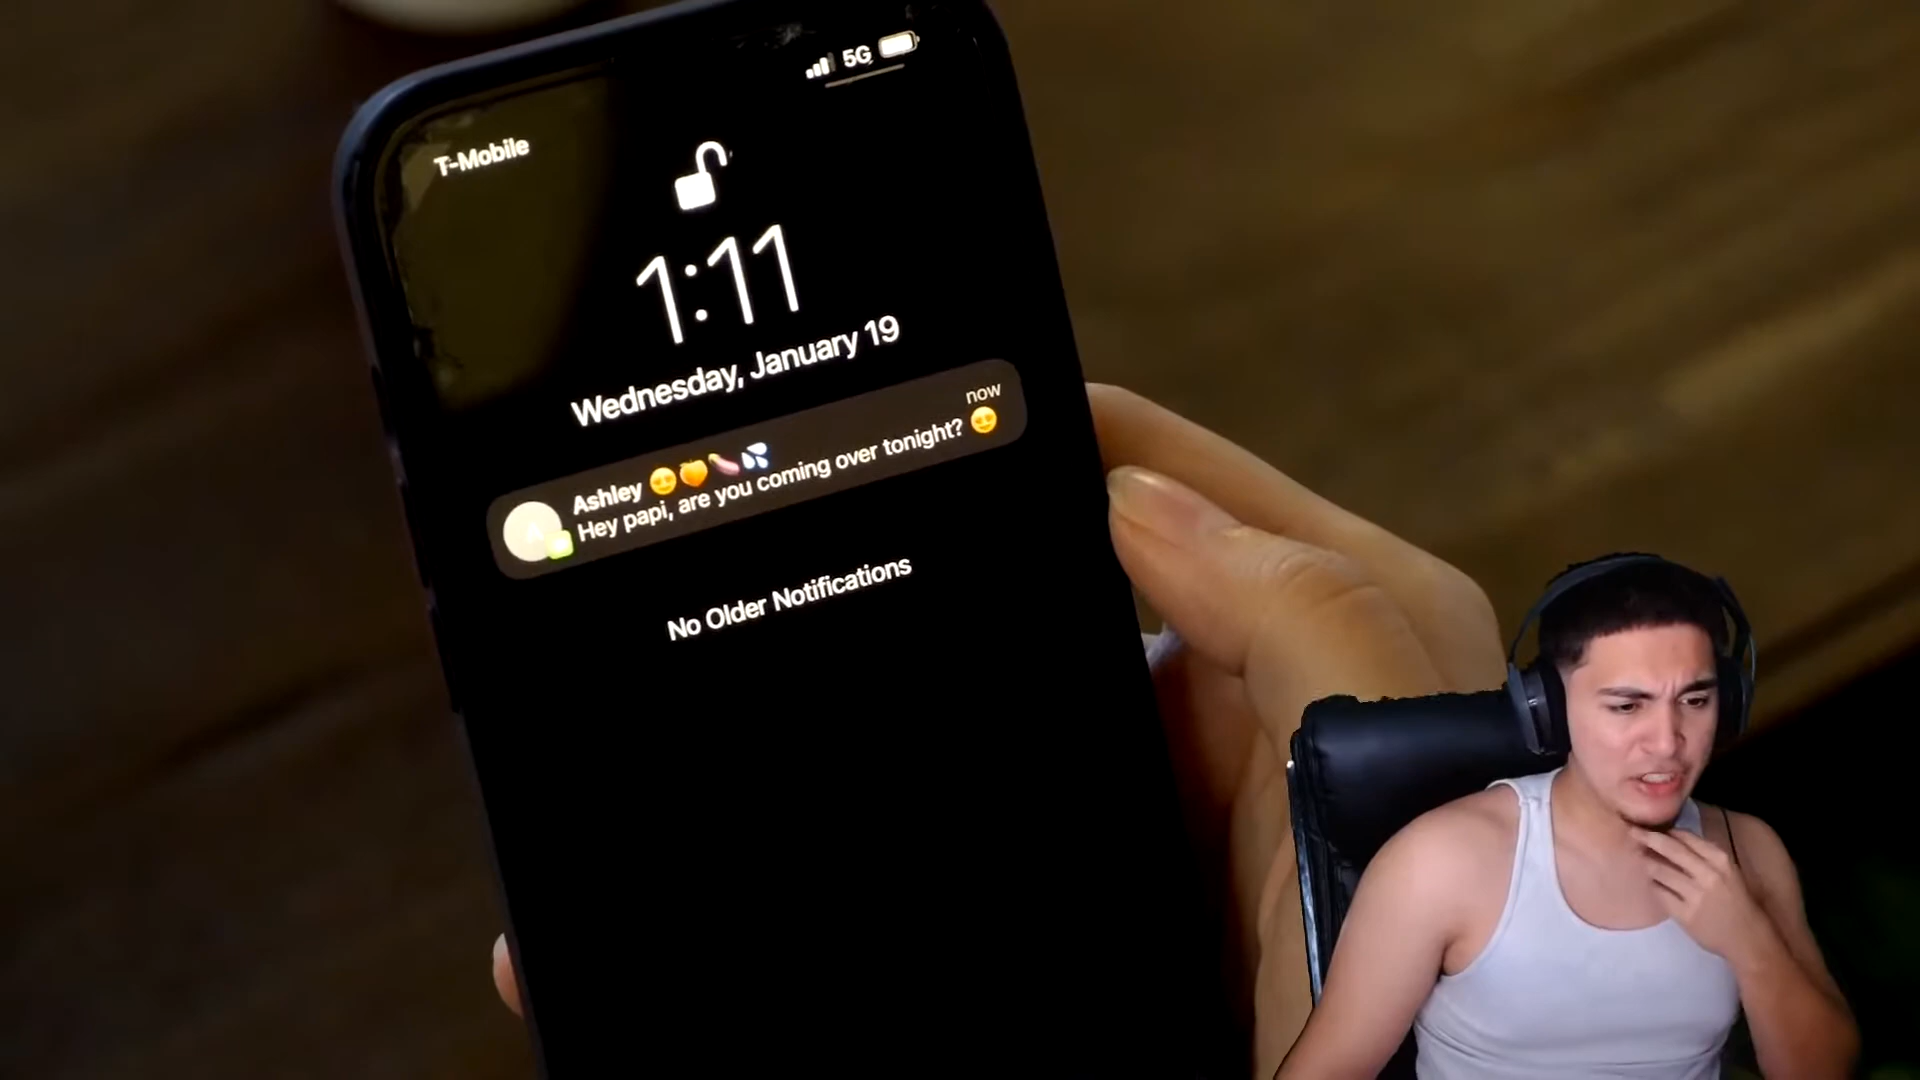 5G
T-Mobile
1:11
Wednesday, January 19
now
Ashley 😍🍑🍆💦
Hey papi, are you coming over tonight? 😍
No Older Notifications